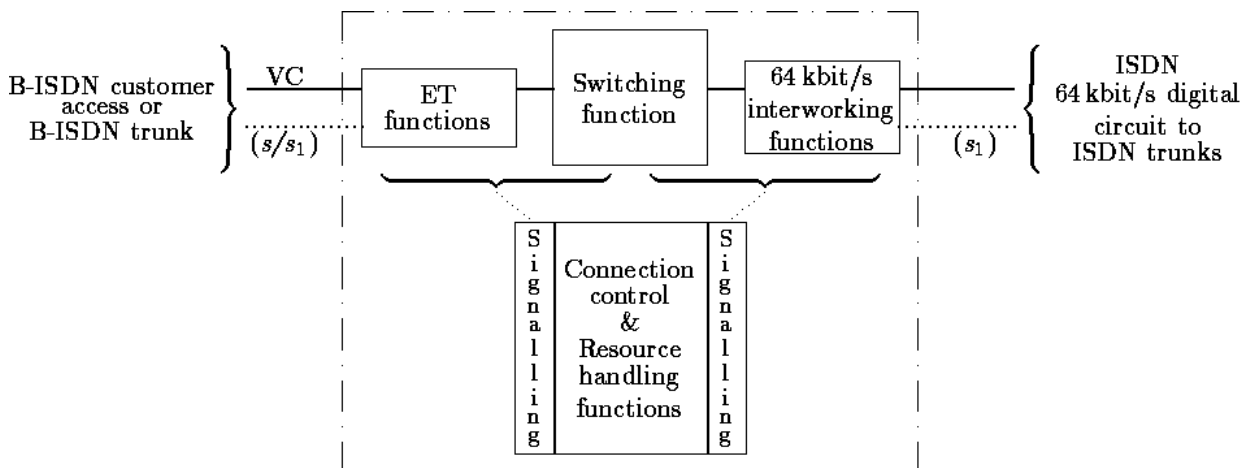 B-ISDN customer
access or
B-ISDN trunk
VC
(s/s₁)
ET
functions
Switching
function
64 kbit/s
interworking
functions
(s₁)
ISDN
64 kbit/s digital
circuit to
ISDN trunks
Signalling
Connection
control
&
Resource
handling
functions
Signalling